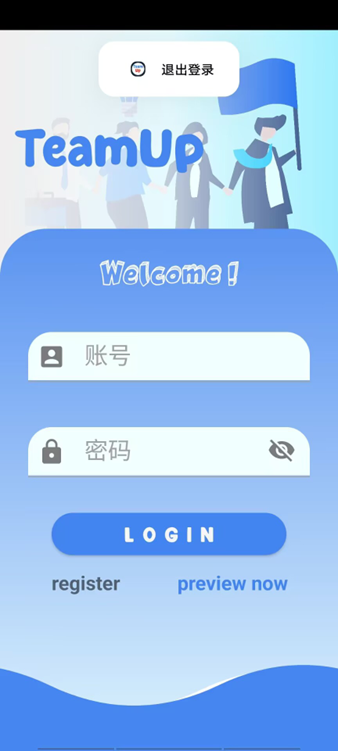 退出登录
TeamUp
Welcome!
账号
密码
LOGIN
register
preview now